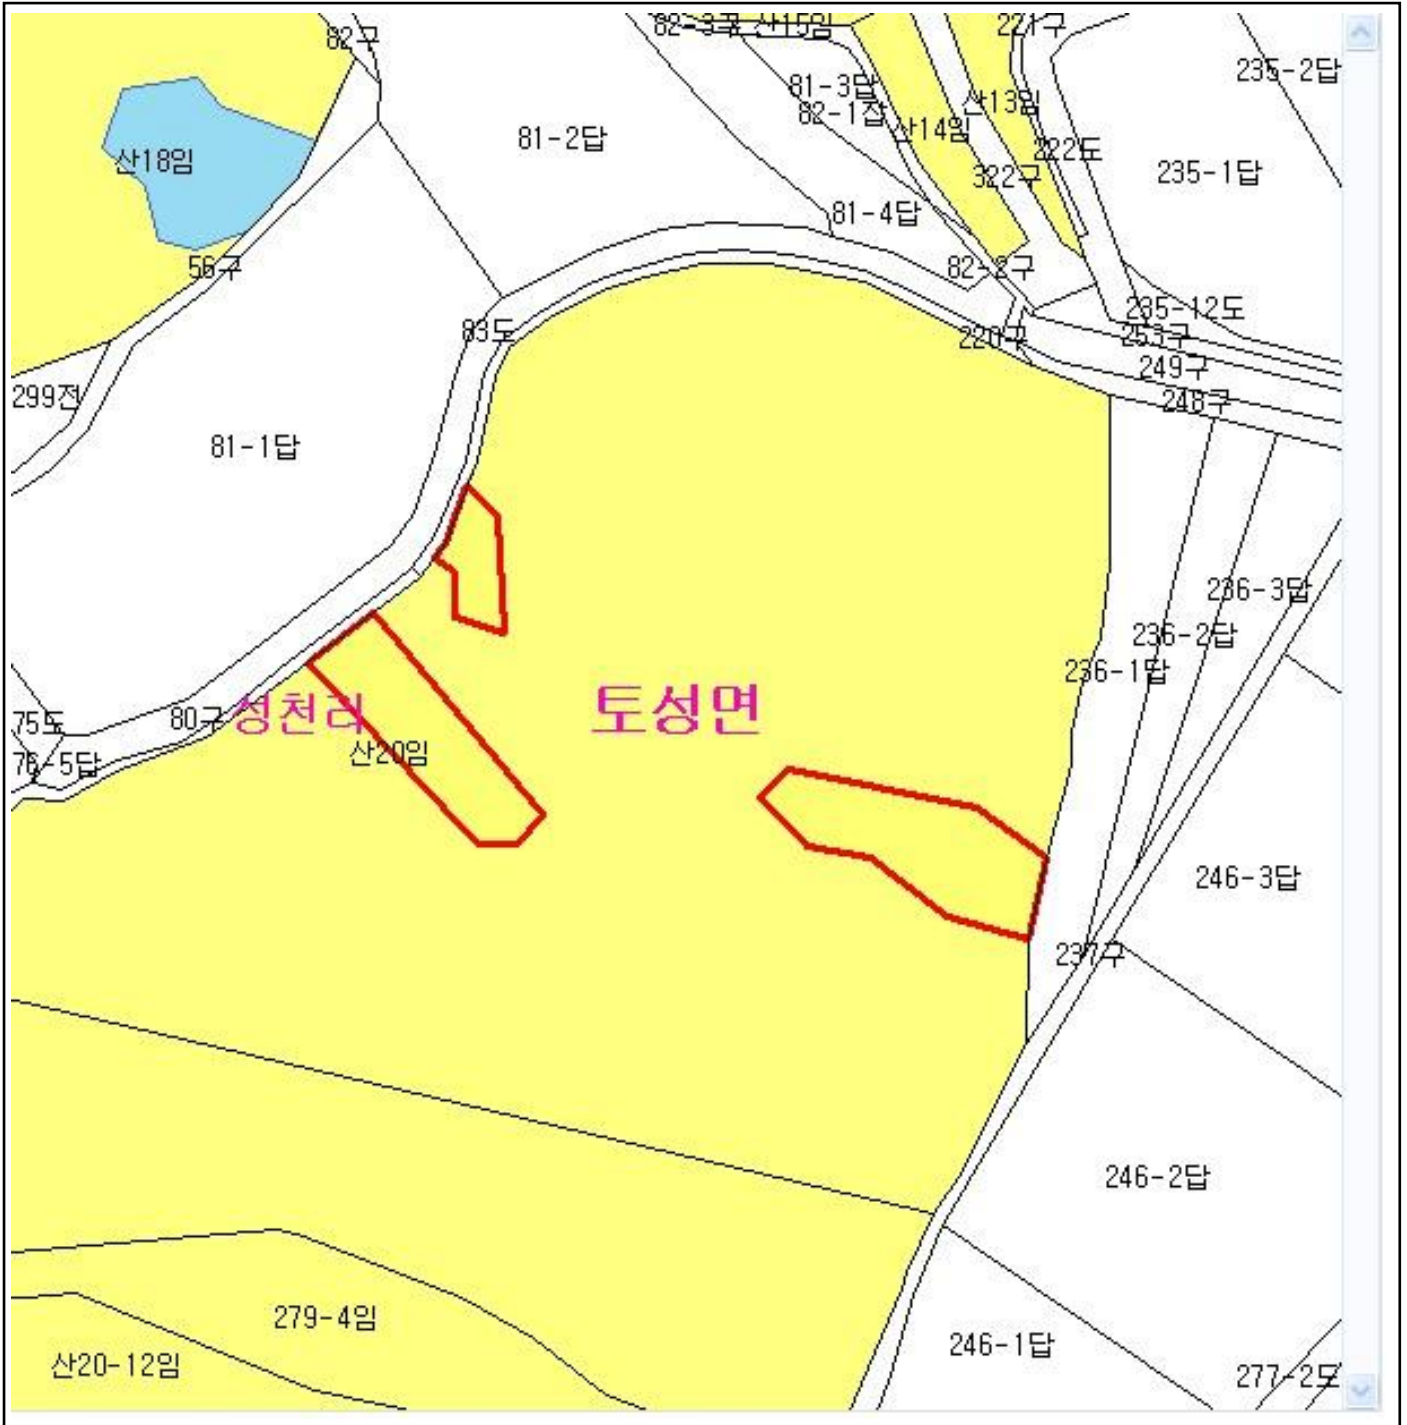 82구
82-3구
산15임
221구
235-2답
81-3답
82-1잡
산13임
산14임
81-2답
222도
산18임
322구
235-1답
81-4답
56구
82-2구
235-12도
83도
220구
253구
249구
299전
248구
81-1답
236-3답
236-2답
236-1답
성천리
토성면
75도
80구
산20임
76-5답
246-3답
237구
246-2답
279-4임
246-1답
산20-12임
277-2도